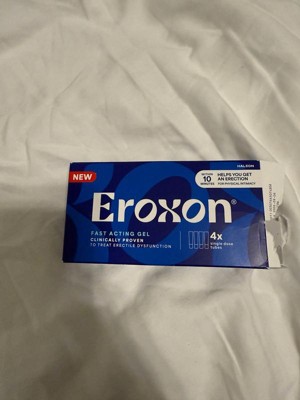 HALEON
NEW
WITHIN
10
MINUTES
HELPS YOU GET
AN ERECTION
FOR PHYSICAL INTIMACY
Eroxon®
FAST ACTING GEL
CLINICALLY PROVEN
TO TREAT ERECTILE DYSFUNCTION
4x
single dose
tubes